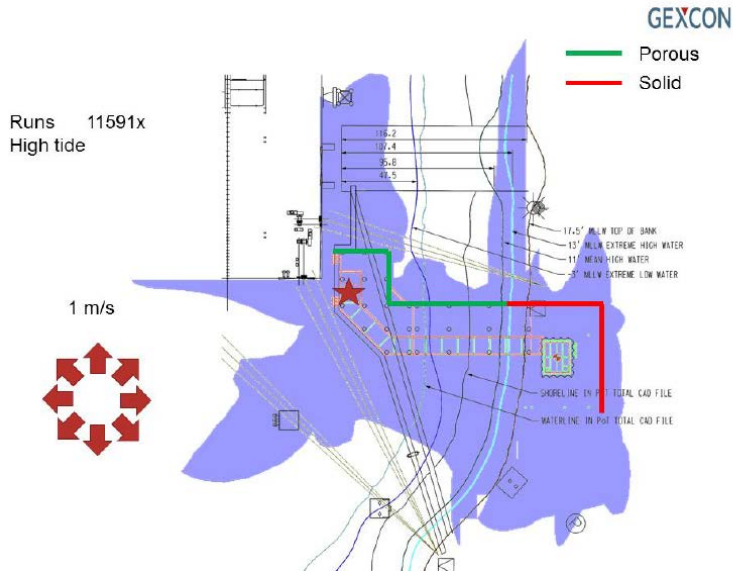 GEXCON
Porous
Solid
Runs 11591x
High tide
116.2
107.4
95.8
47.5
17.5' MLLW TOP OF BANK
13' MLLW EXTREME HIGH WATER
11' MEAN HIGH WATER
-3' MLLW EXTREME LOW WATER
1 m/s
SHORELINE IN PoT TOTAL CAD FILE
WATERLINE IN PoT TOTAL CAD FILE